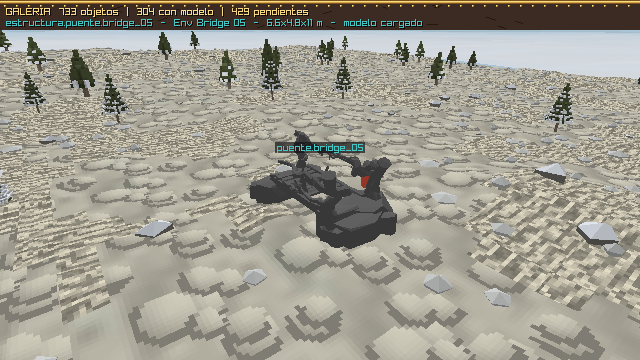 GALERIA  733 objetos | 304 con modelo | 429 pendientes
estructura.puente.bridge_05 - Env Bridge 05 - 6.6x4.8x11 m - modelo cargado
puente.bridge_05